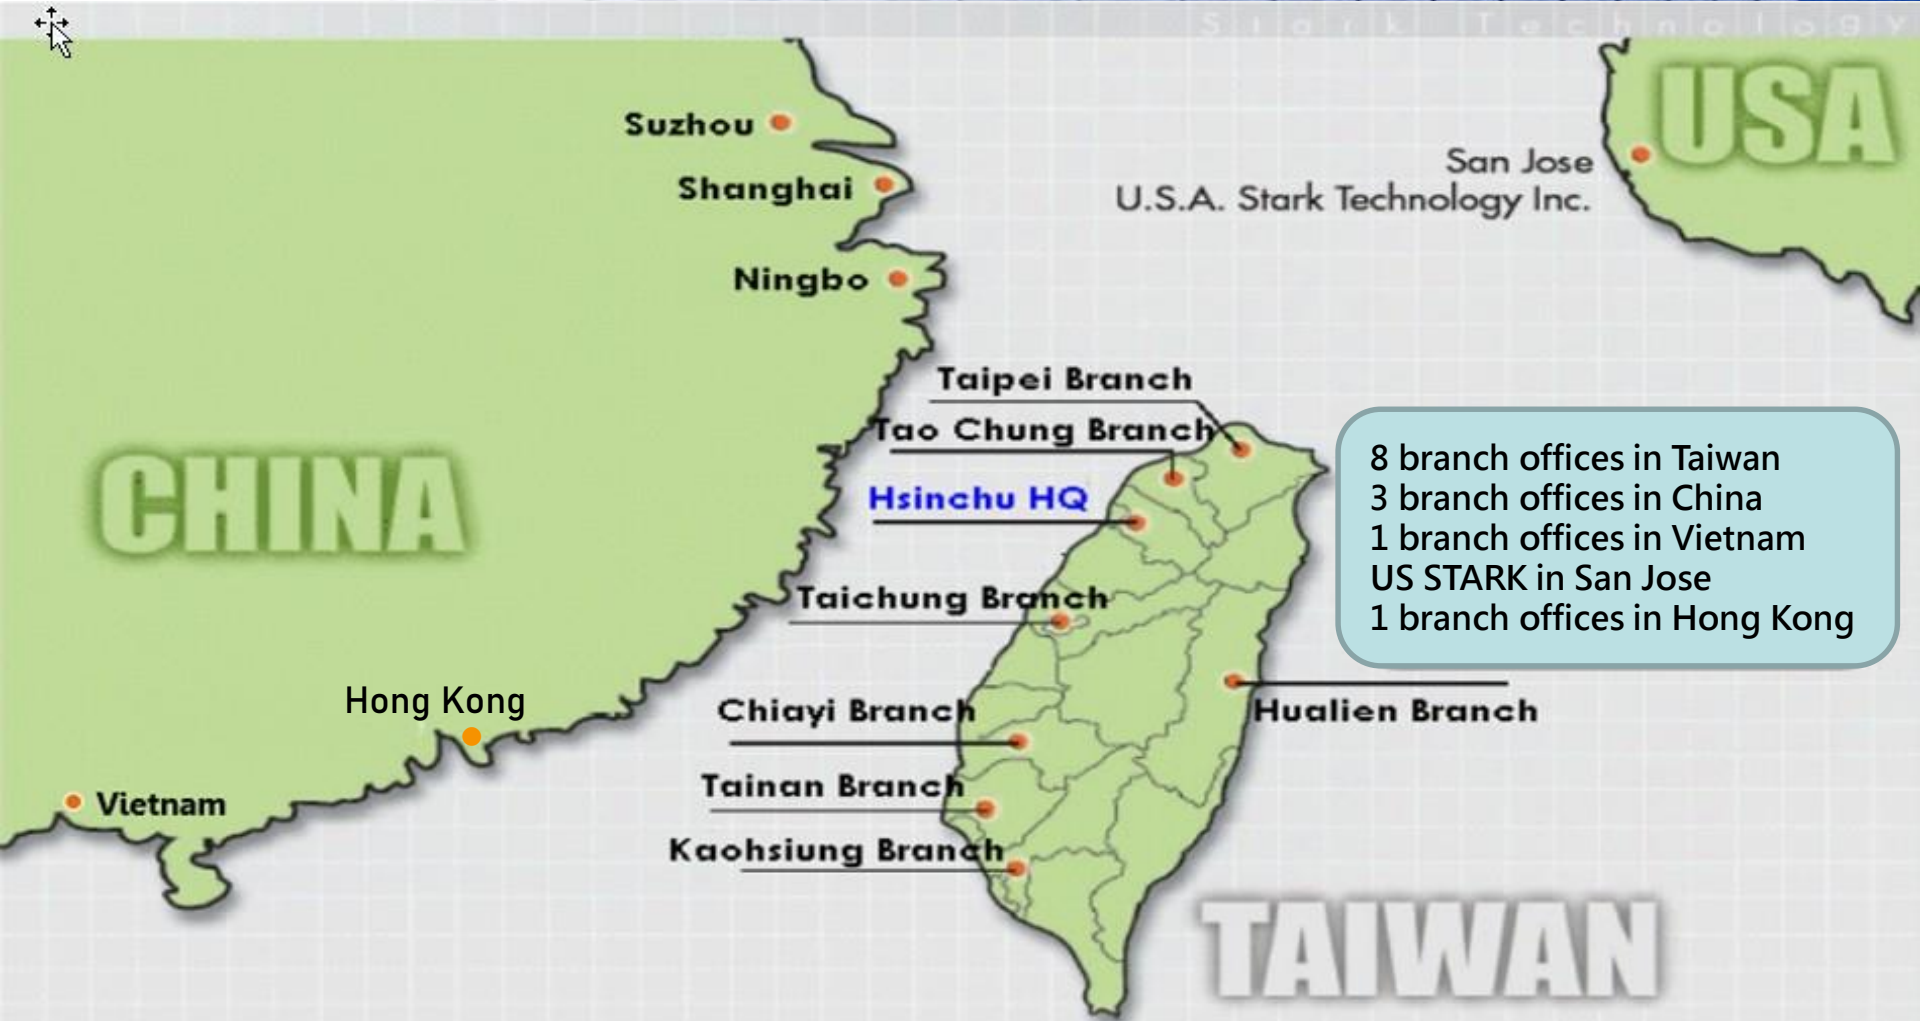 Stark Technology
USA
Suzhou
San Jose
Shanghai
U.S.A. Stark Technology Inc.
Ningbo
Taipei Branch
Tao Chung Branch
Hsinchu HQ
CHINA
8 branch offices in Taiwan
3 branch offices in China
1 branch offices in Vietnam
US STARK in San Jose
1 branch offices in Hong Kong
Taichung Branch
Hong Kong
Chiayi Branch
Hualien Branch
Tainan Branch
Vietnam
Kaohsiung Branch
TAIWAN